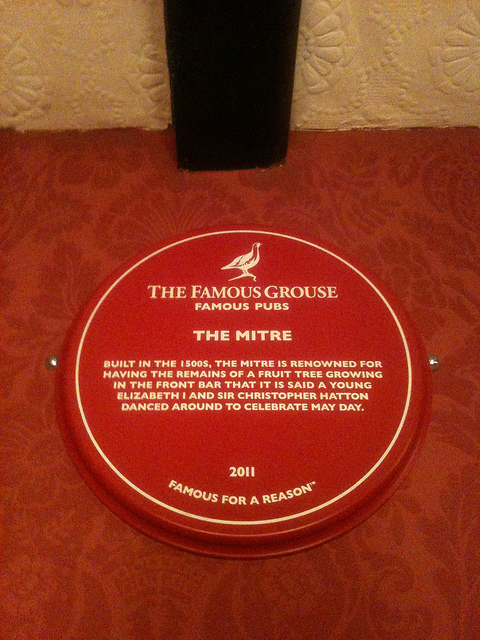 THE FAMOUS GROUSE
FAMOUS PUBS
THE MITRE
BUILT IN THE 1500S, THE MITRE IS RENOWNED FOR
HAVING THE REMAINS OF A FRUIT TREE GROWING
IN THE FRONT BAR THAT IT IS SAID A YOUNG
ELIZABETH I AND SIR CHRISTOPHER HATTON
DANCED AROUND TO CELEBRATE MAY DAY.
2011
FAMOUS FOR A REASON™